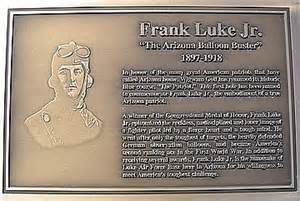 Frank Luke Jr.
"The Arizona Balloon Buster"
1897-1918
In honor of the many great American patriots that have
called Arizona home, Wigwam Golf has renamed its historic
Blue course, "The Patriot." This first hole has been named
to commemorate Frank Luke Jr., the embodiment of a true
Arizona patriot.
A winner of the Congressional Medal of Honor, Frank Luke
Jr. epitomized the reckless, undisciplined and loner image of
a fighter pilot led by a fierce heart and a tough mind. He
went after only the toughest of targets, the heavily defended
German observation balloons, and became America's
second ranking ace in the First World War. In addition to
receiving several awards, Frank Luke Jr. is the namesake of
Luke Air Force Base here in Arizona for his willingness to
meet America's toughest challenge.